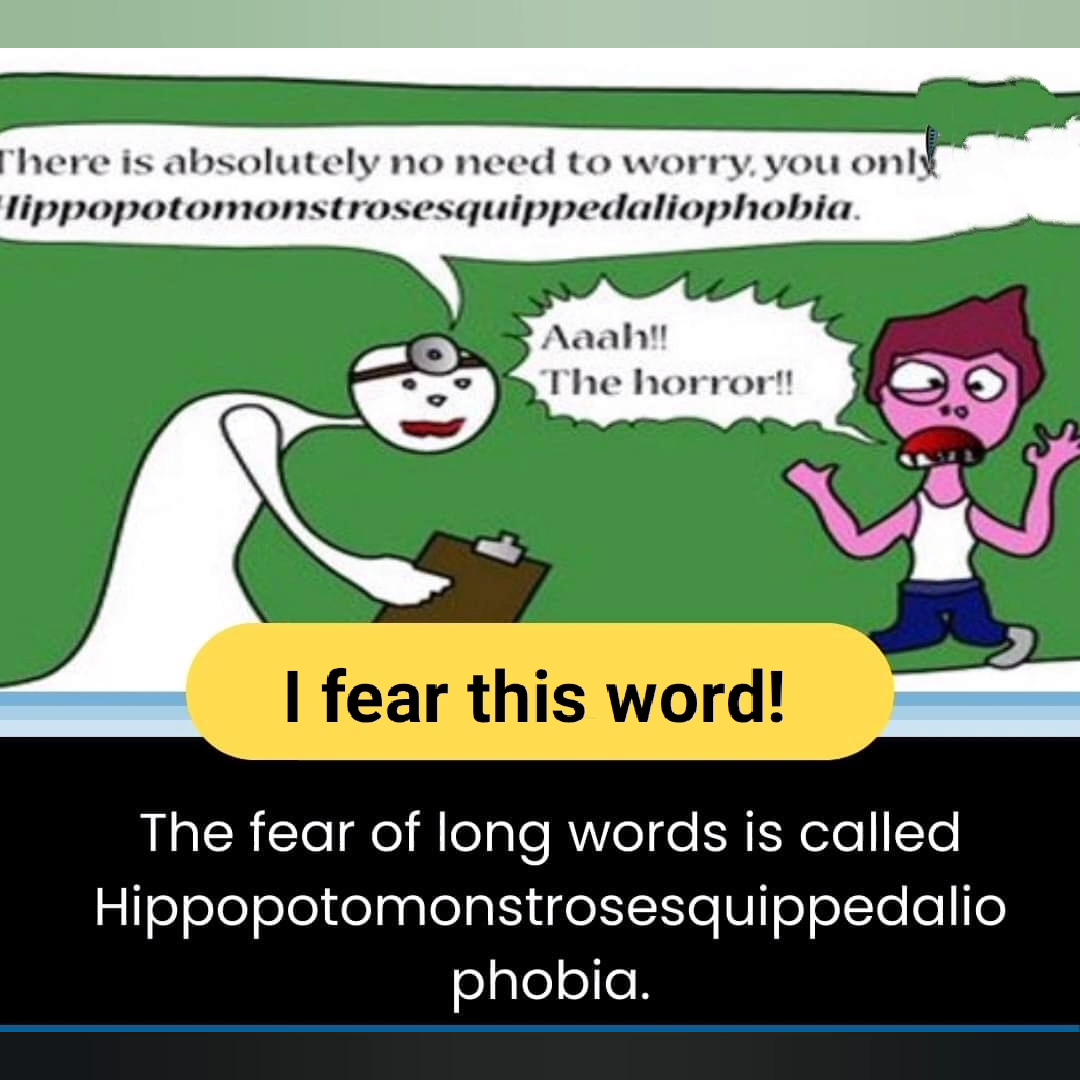 There is absolutely no need to worry, you only
Hippopotomonstrosesquippedaliophobia.
Aaah!!
The horror!!
I fear this word!
The fear of long words is called
Hippopotomonstrosesquippedalio
phobia.